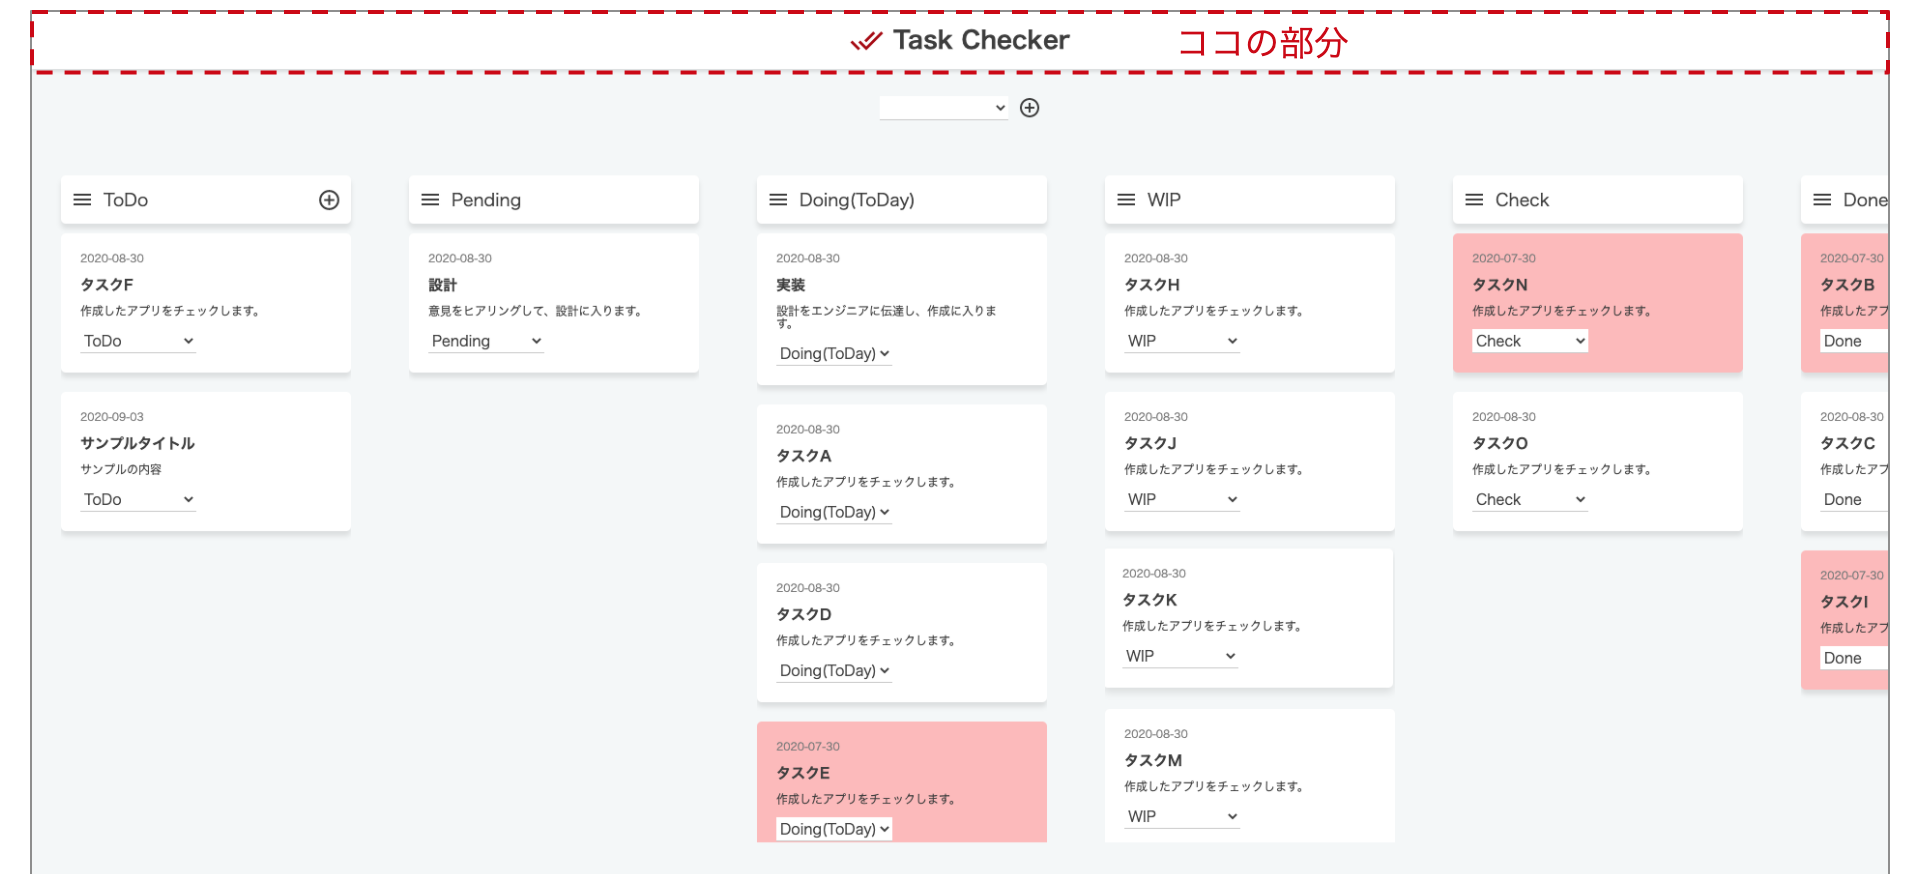 Task Checker
ココの部分
ToDo
2020-08-30
タスクF
作成したアプリをチェックします。
ToDo
2020-09-03
サンプルタイトル
サンプルの内容
ToDo
Pending
2020-08-30
設計
意見をヒアリングして、設計に入ります。
Pending
Doing(ToDay)
2020-08-30
実装
設計をエンジニアに伝達し、作成に入りま
す。
Doing(ToDay)
2020-08-30
タスクA
作成したアプリをチェックします。
Doing(ToDay)
2020-08-30
タスクD
作成したアプリをチェックします。
Doing(ToDay)
2020-07-30
タスクE
作成したアプリをチェックします。
Doing(ToDay)
WIP
2020-08-30
タスクH
作成したアプリをチェックします。
WIP
2020-08-30
タスクJ
作成したアプリをチェックします。
WIP
2020-08-30
タスクK
作成したアプリをチェックします。
WIP
2020-08-30
タスクM
作成したアプリをチェックします。
WIP
Check
2020-07-30
タスクN
作成したアプリをチェックします。
Check
2020-08-30
タスクO
作成したアプリをチェックします。
Check
Done
2020-07-30
タスクB
作成したアプ
Done
2020-08-30
タスクC
作成したアプ
Done
2020-07-30
タスクI
作成したアプ
Done